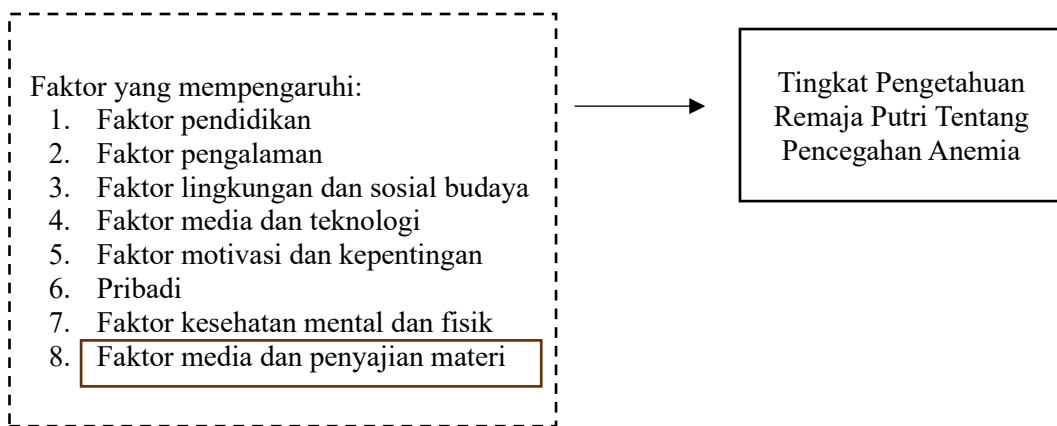 Faktor yang mempengaruhi:
1. Faktor pendidikan
2. Faktor pengalaman
3. Faktor lingkungan dan sosial budaya
4. Faktor media dan teknologi
5. Faktor motivasi dan kepentingan
6. Pribadi
7. Faktor kesehatan mental dan fisik
8. Faktor media dan penyajian materi
Tingkat Pengetahuan
Remaja Putri Tentang
Pencegahan Anemia